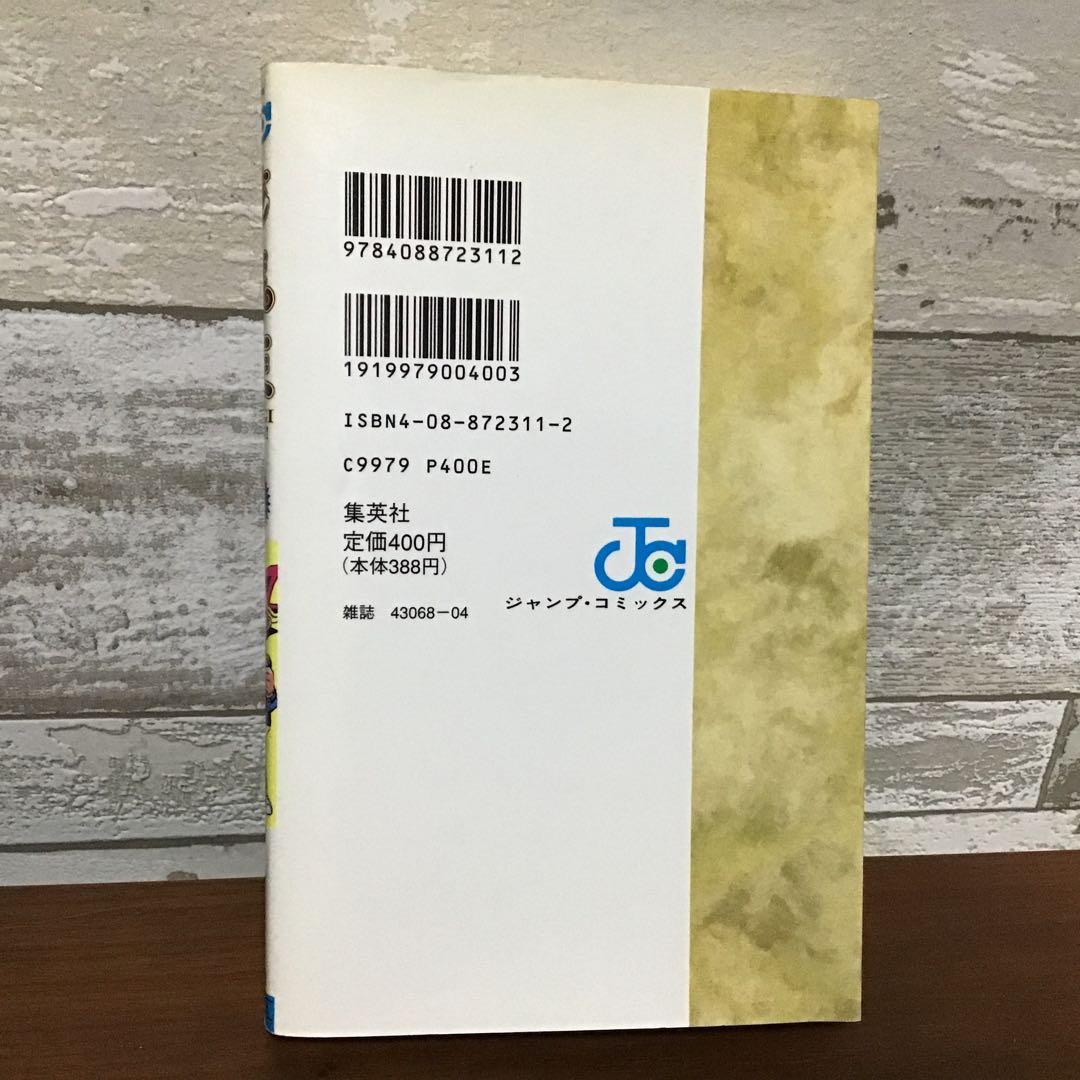 9784088723112
1919979004003
ISBN4-08-872311-2
C9979 P400E
集英社
定価400円
(本体388円)
雑誌 43068-04
JC
ジャンプ・コミックス